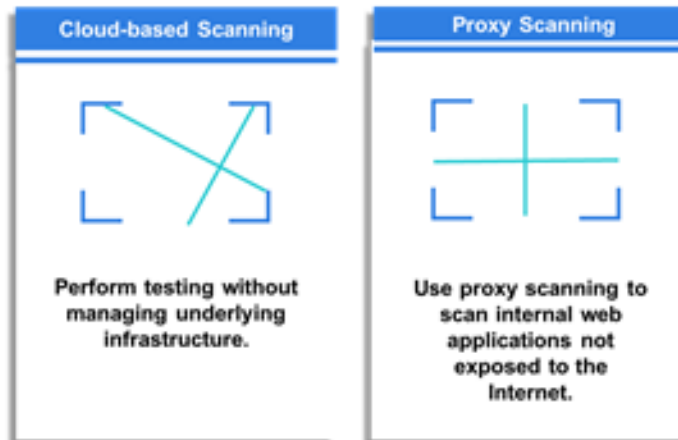 Cloud-based Scanning
Perform testing without
managing underlying
infrastructure.
Proxy Scanning
Use proxy scanning to
scan internal web
applications not
exposed to the
Internet.